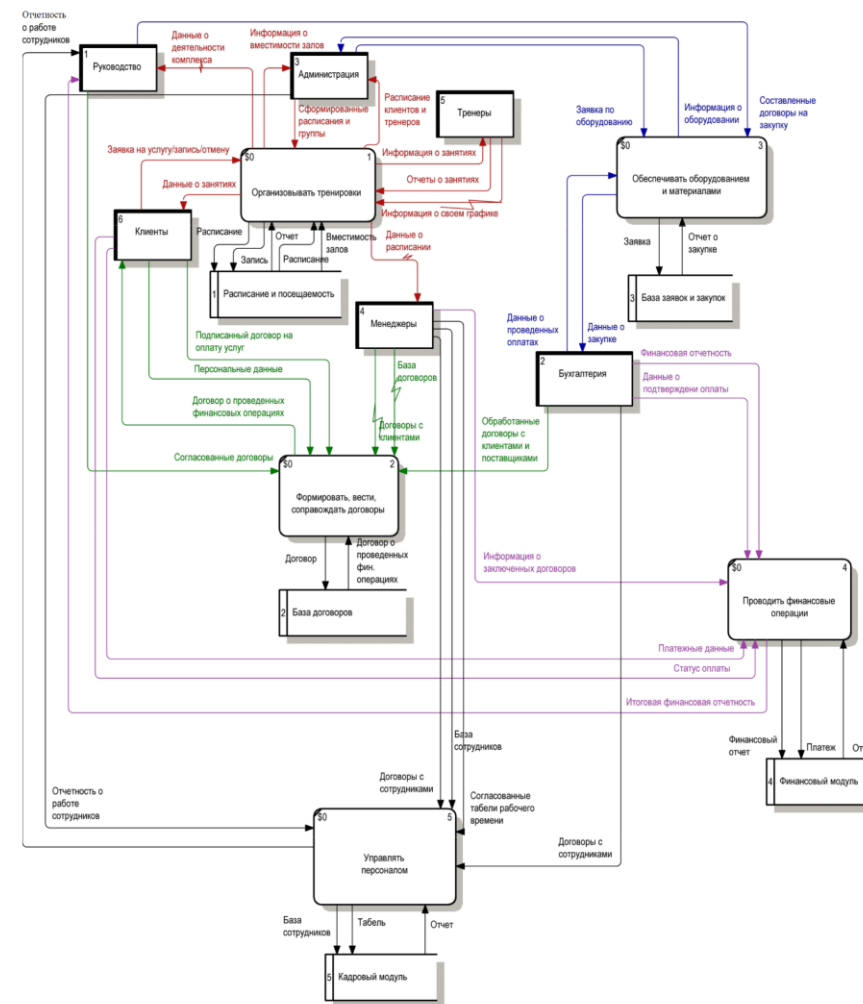 Отчетность
о работе
сотрудников
Данные о
деятельности
комплекса
Информация о
вместимости залов
1
Руководство
3
Администрация
Расписание
клиентов и
тренеров
5
Тренеры
Заявка по
оборудованию
Информация о
оборудовании
Составленные
договоры на
закупку
Сформированные
расписания и
группы
Заявка на услугу/запись/отмену
$0
1
Организовывать тренировки
Информация о занятиях
Отчеты о занятиях
Информация о своем графике
$0
3
Обеспечивать оборудованием
и материалами
Данные о занятиях
6
Клиенты
Расписание
Запись
Отчет
Расписание
Вместимость
залов
Данные о
расписании
Заявка
Отчет о
закупке
1
Расписание и посещаемость
3
База заявок и закупок
4
Менеджеры
Данные о
проведенных
оплатах
Данные о
закупке
Подписанный договор на
оплату услуг
Персональные данные
Договор о проведенных
финансовых операциях
База
договоров
2
Бухгалтерия
Финансовая отчетность
Данные о
подтверждени оплаты
Договоры с
клиентами
Обработанные
договоры с
клиентами и
поставщиками
Согласованные договоры
$0
2
Формировать, вести,
соправождать договоры
Договор
Договор о
проведенных
фин.
операциях
2
База договоров
Информация о
заключенных договоров
$0
4
Проводить финансовые
операции
Платежные данные
Статус оплаты
Итоговая финансовая отчетность
База
сотрудников
Финансовый
отчет
Платеж
От
4
Финансовый модуль
Договоры с
сотрудниками
Отчетность о
работе
сотрудников
Согласованные
табели рабочего
времени
$0
5
Управлять
персоналом
Договоры с
сотрудниками
База
сотрудников
Табель
Отчет
5
Кадровый модуль